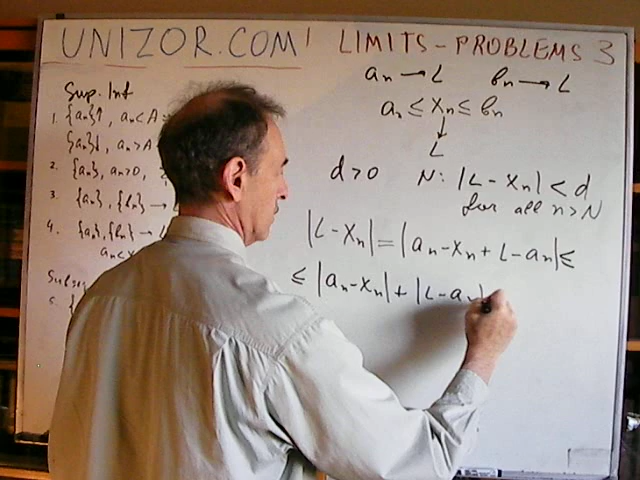 UNIZOR.COM' LIMITS - PROBLEMS 3
Sup. Inf
1. {aₙ}↑, aₙ<A
{aₙ}↓, aₙ>A
2. {aₙ}, aₙ>0,
3. {aₙ}, {bₙ} →
4. {aₙ}, {bₙ} → L
aₙ<x
5. {
aₙ → L bₙ → L
aₙ ≤ xₙ ≤ bₙ
↓
L
d>0 N: |L - xₙ| < d
for all n>N
|L - xₙ| = |aₙ - xₙ + L - aₙ| ≤
≤ |aₙ - xₙ| + |L - aₙ|